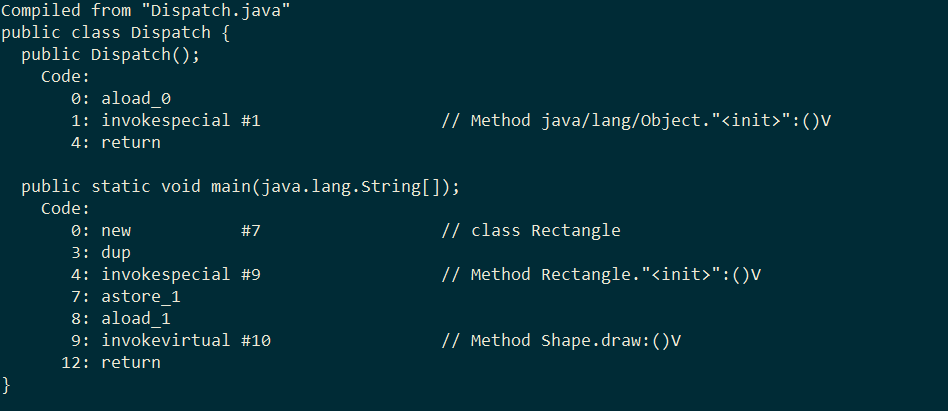 Compiled from "Dispatch.java"
public class Dispatch {
  public Dispatch();
    Code:
       0: aload_0
       1: invokespecial #1                  // Method java/lang/Object."<init>":()V
       4: return

  public static void main(java.lang.String[]);
    Code:
       0: new           #7                  // class Rectangle
       3: dup
       4: invokespecial #9                  // Method Rectangle."<init>":()V
       7: astore_1
       8: aload_1
       9: invokevirtual #10                 // Method Shape.draw:()V
      12: return
}